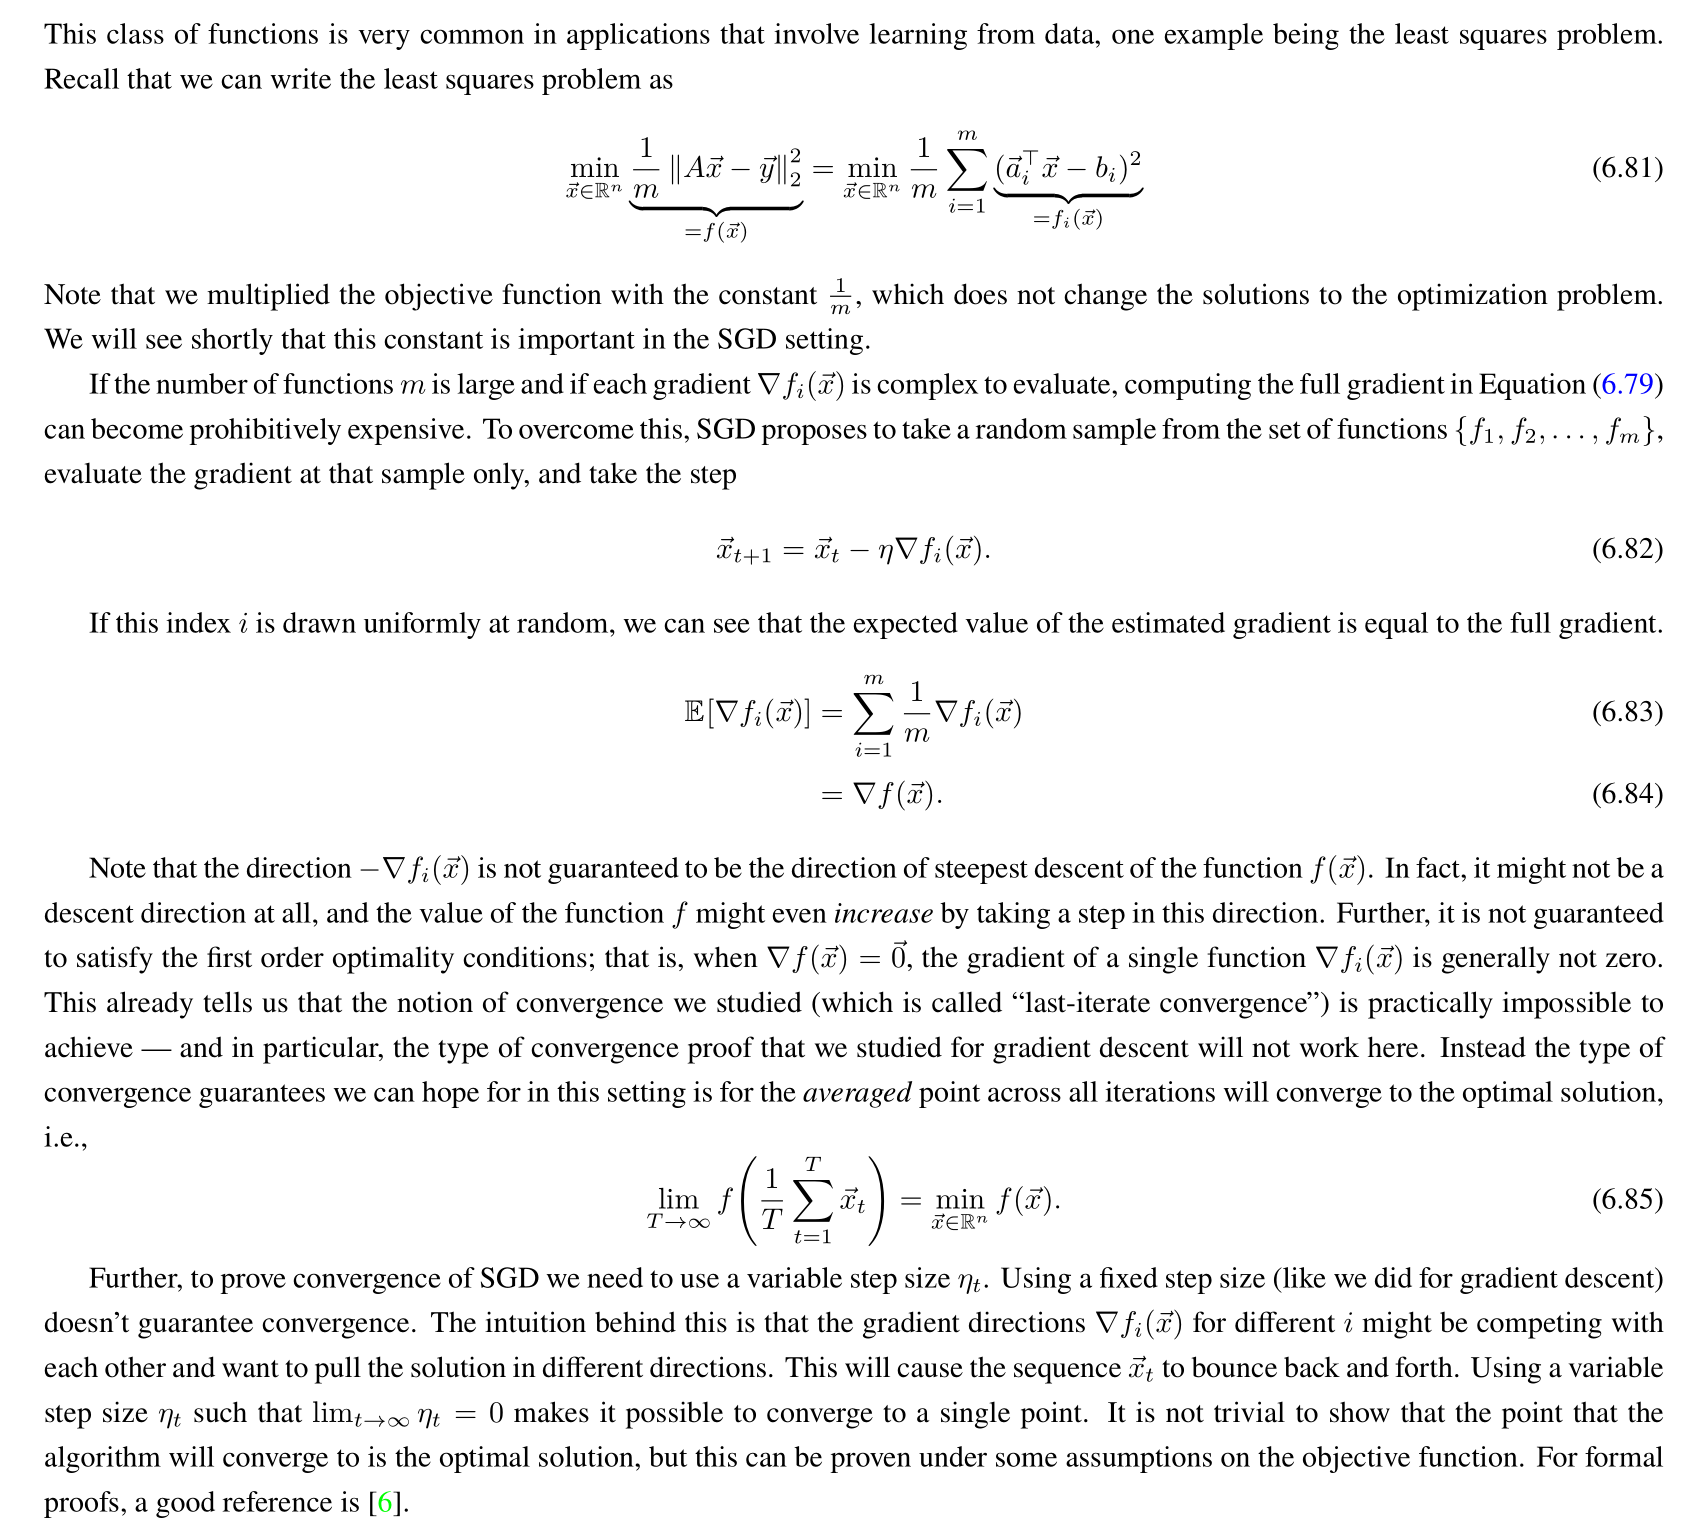 This class of functions is very common in applications that involve learning from data, one example being the least squares problem.
Recall that we can write the least squares problem as
$$\min_{\vec{x}\in\mathbb{R}^n} \underbrace{\frac{1}{m}\|A\vec{x}-\vec{y}\|_2^2}_{=f(\vec{x})} = \min_{\vec{x}\in\mathbb{R}^n} \frac{1}{m}\sum_{i=1}^{m} \underbrace{(\vec{a}_i^\top\vec{x}-b_i)^2}_{=f_i(\vec{x})}$$ (6.81)
Note that we multiplied the objective function with the constant $\frac{1}{m}$, which does not change the solutions to the optimization problem.
We will see shortly that this constant is important in the SGD setting.
If the number of functions $m$ is large and if each gradient $\nabla f_i(\vec{x})$ is complex to evaluate, computing the full gradient in Equation (6.79)
can become prohibitively expensive. To overcome this, SGD proposes to take a random sample from the set of functions $\{f_1, f_2, \ldots, f_m\}$,
evaluate the gradient at that sample only, and take the step
$$\vec{x}_{t+1} = \vec{x}_t - \eta\nabla f_i(\vec{x}).$$ (6.82)
If this index $i$ is drawn uniformly at random, we can see that the expected value of the estimated gradient is equal to the full gradient.
$$\mathbb{E}[\nabla f_i(\vec{x})] = \sum_{i=1}^{m} \frac{1}{m}\nabla f_i(\vec{x})$$ (6.83)
$$= \nabla f(\vec{x}).$$ (6.84)
Note that the direction $-\nabla f_i(\vec{x})$ is not guaranteed to be the direction of steepest descent of the function $f(\vec{x})$. In fact, it might not be a
descent direction at all, and the value of the function $f$ might even increase by taking a step in this direction. Further, it is not guaranteed
to satisfy the first order optimality conditions; that is, when $\nabla f(\vec{x}) = \vec{0}$, the gradient of a single function $\nabla f_i(\vec{x})$ is generally not zero.
This already tells us that the notion of convergence we studied (which is called “last-iterate convergence”) is practically impossible to
achieve — and in particular, the type of convergence proof that we studied for gradient descent will not work here. Instead the type of
convergence guarantees we can hope for in this setting is for the averaged point across all iterations will converge to the optimal solution,
i.e.,
$$\lim_{T\to\infty} f\left(\frac{1}{T}\sum_{t=1}^{T}\vec{x}_t\right) = \min_{\vec{x}\in\mathbb{R}^n} f(\vec{x}).$$ (6.85)
Further, to prove convergence of SGD we need to use a variable step size $\eta_t$. Using a fixed step size (like we did for gradient descent)
doesn’t guarantee convergence. The intuition behind this is that the gradient directions $\nabla f_i(\vec{x})$ for different $i$ might be competing with
each other and want to pull the solution in different directions. This will cause the sequence $\vec{x}_t$ to bounce back and forth. Using a variable
step size $\eta_t$ such that $\lim_{t\to\infty} \eta_t = 0$ makes it possible to converge to a single point. It is not trivial to show that the point that the
algorithm will converge to is the optimal solution, but this can be proven under some assumptions on the objective function. For formal
proofs, a good reference is [6].